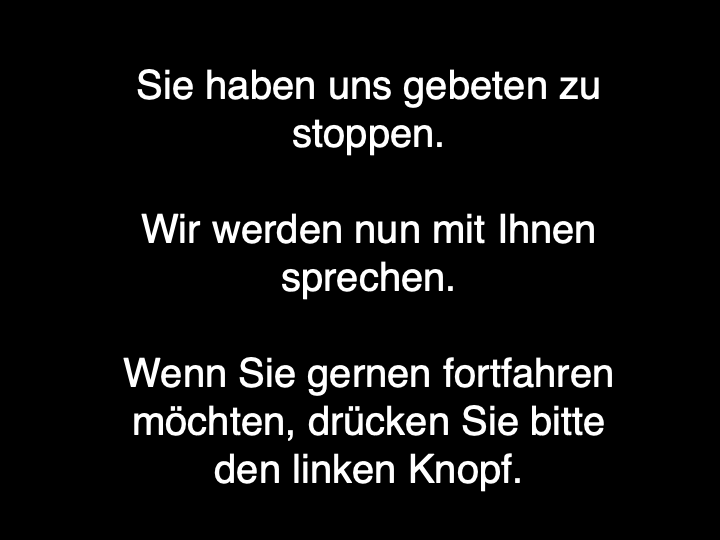 Sie haben uns gebeten zu
stoppen.
Wir werden nun mit Ihnen
sprechen.
Wenn Sie gernen fortfahren
möchten, drücken Sie bitte
den linken Knopf.